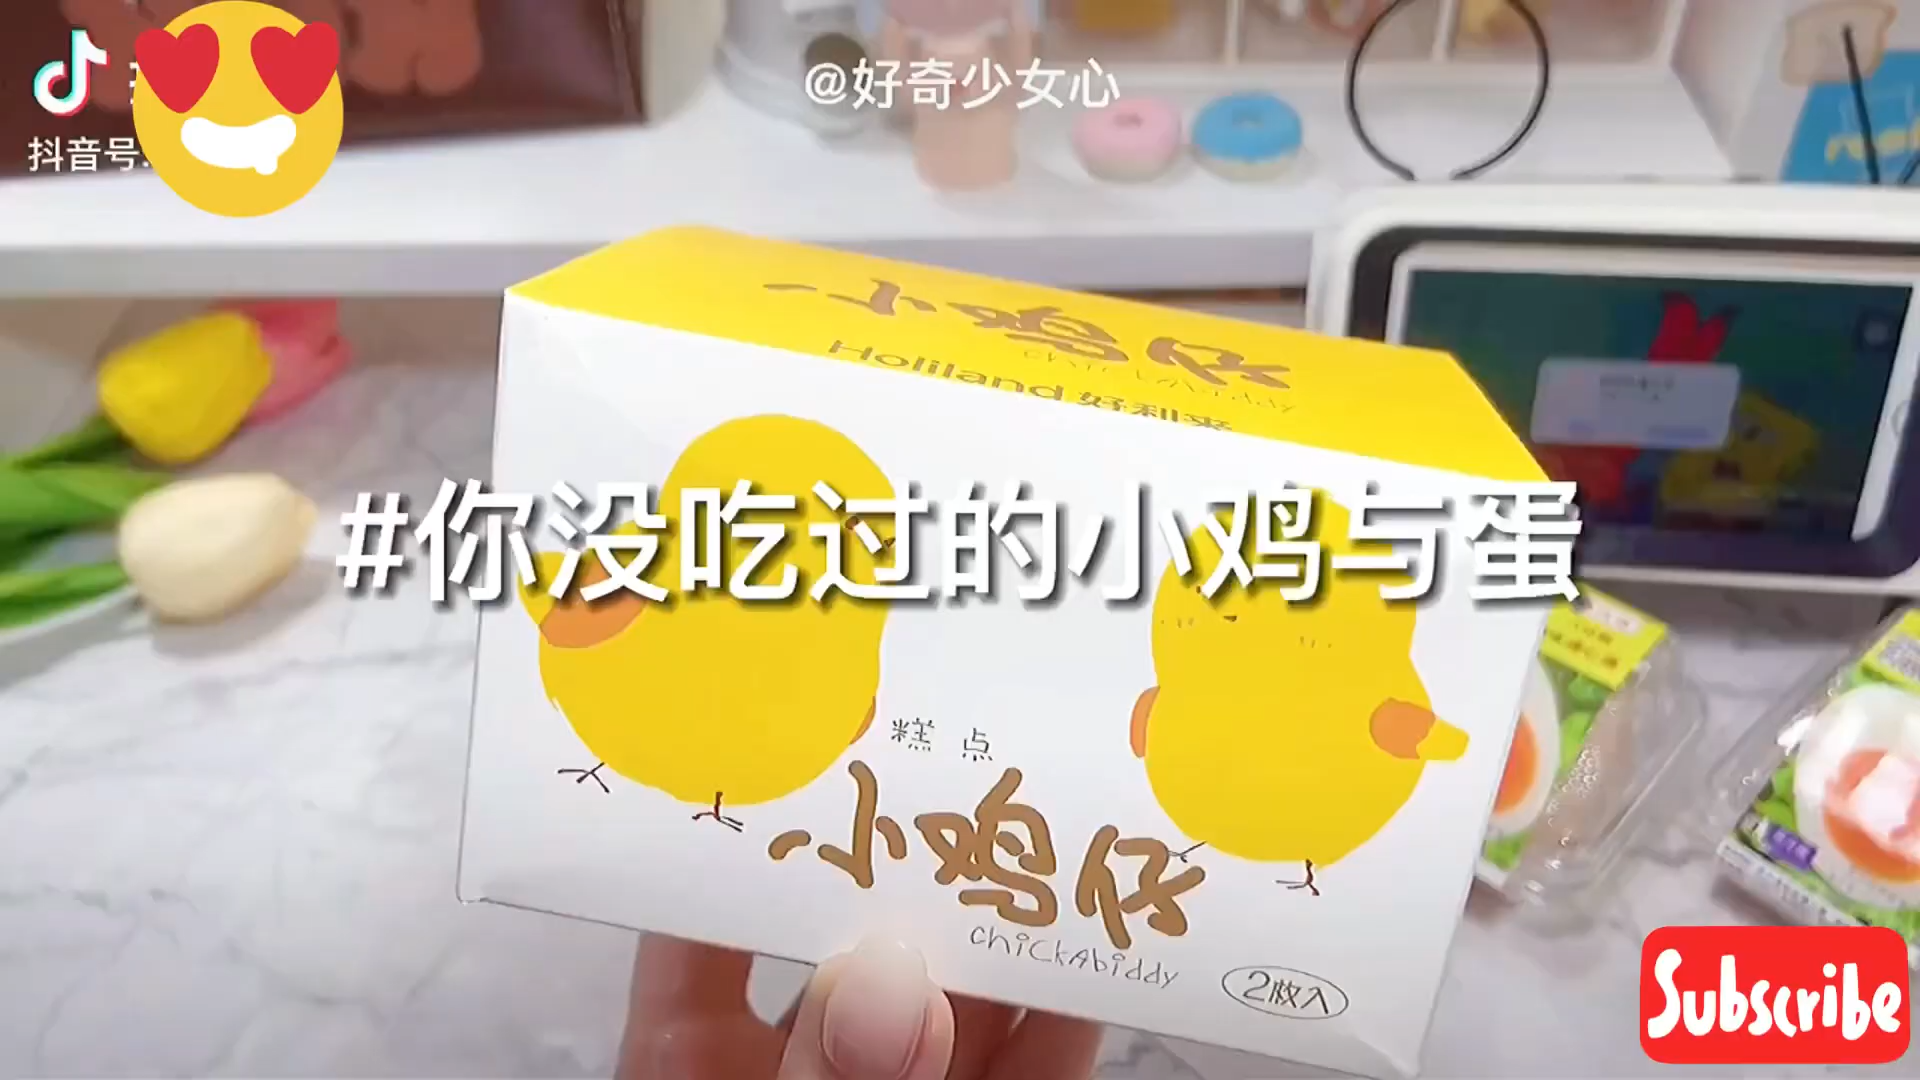 @好奇少女心
抖音号:
小鸡仔
chickabiddy
Holiland 好利来
#你没吃过的小鸡与蛋
糕点
小鸡仔
chickabiddy
2枚入
Subscribe